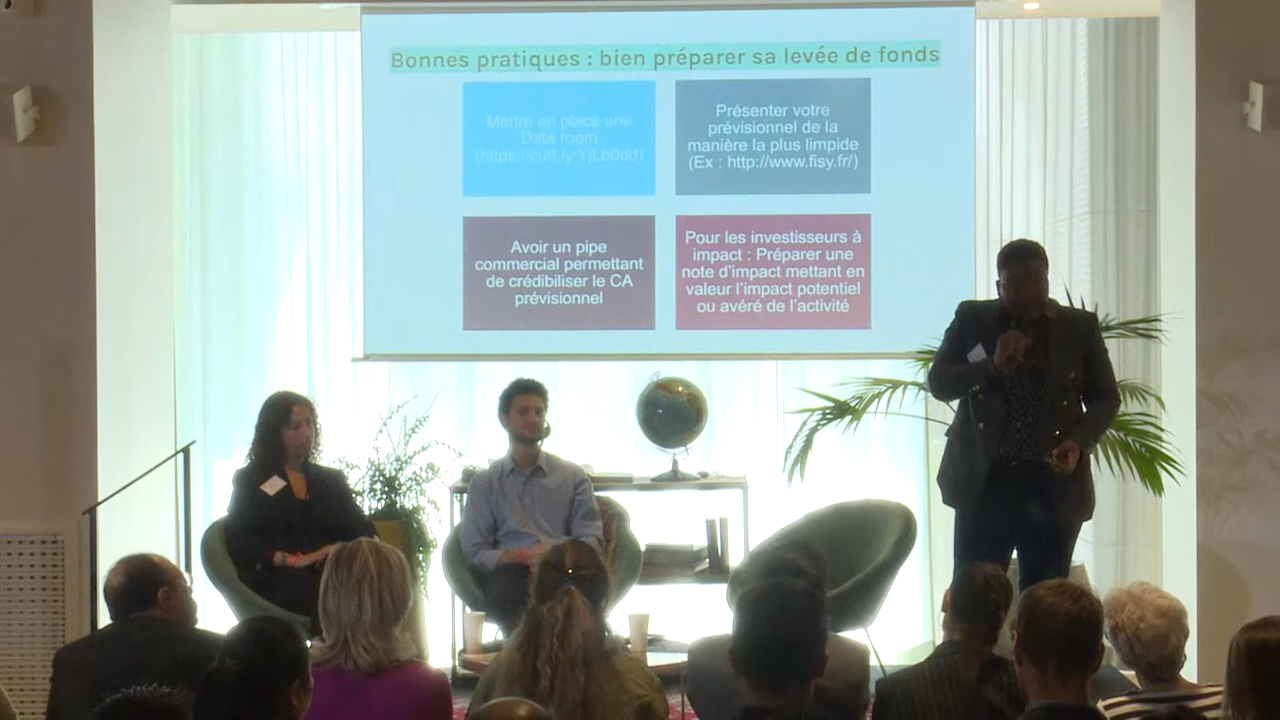 Bonnes pratiques : bien préparer sa levée de fonds
Mettre en place une
Data room
Présenter votre
prévisionnel de la
manière la plus limpide
(Ex : http://www.fisy.fr/)
Avoir un pipe
commercial permettant
de crédibiliser le CA
prévisionnel
Pour les investisseurs à
impact : Préparer une
note d'impact mettant en
valeur l'impact potentiel
ou avéré de l'activité